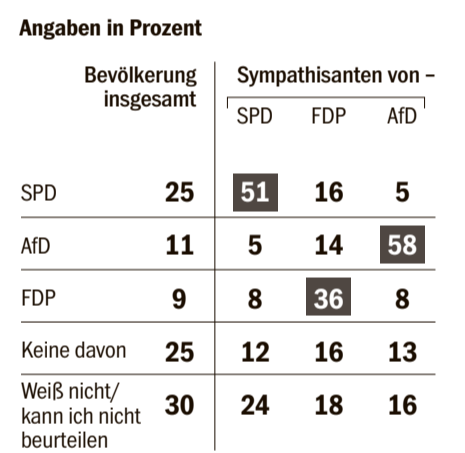 Angaben in Prozent
Bevölkerung Sympathisanten von –
insgesamt
SPD FDP AfD
SPD 25 51 16 5
AfD 11 5 14 58
FDP 9 8 36 8
Keine davon 25 12 16 13
Weiß nicht/
kann ich nicht 30 24 18 16
beurteilen